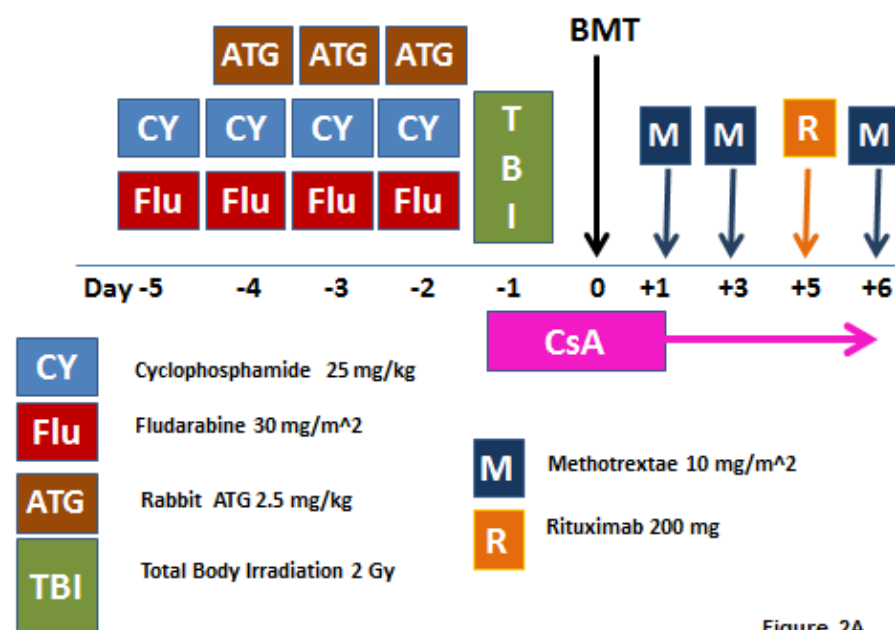 BMT
ATG ATG ATG
CY CY CY CY
Flu Flu Flu Flu
T
B
I
M M R M
Day -5 -4 -3 -2 -1 0 +1 +3 +5 +6
CsA
CY Cyclophosphamide 25 mg/kg
Flu Fludarabine 30 mg/m^2
ATG Rabbit ATG 2.5 mg/kg
TBI Total Body Irradiation 2 Gy
M Methotrextae 10 mg/m^2
R Rituximab 200 mg
Figure 2A